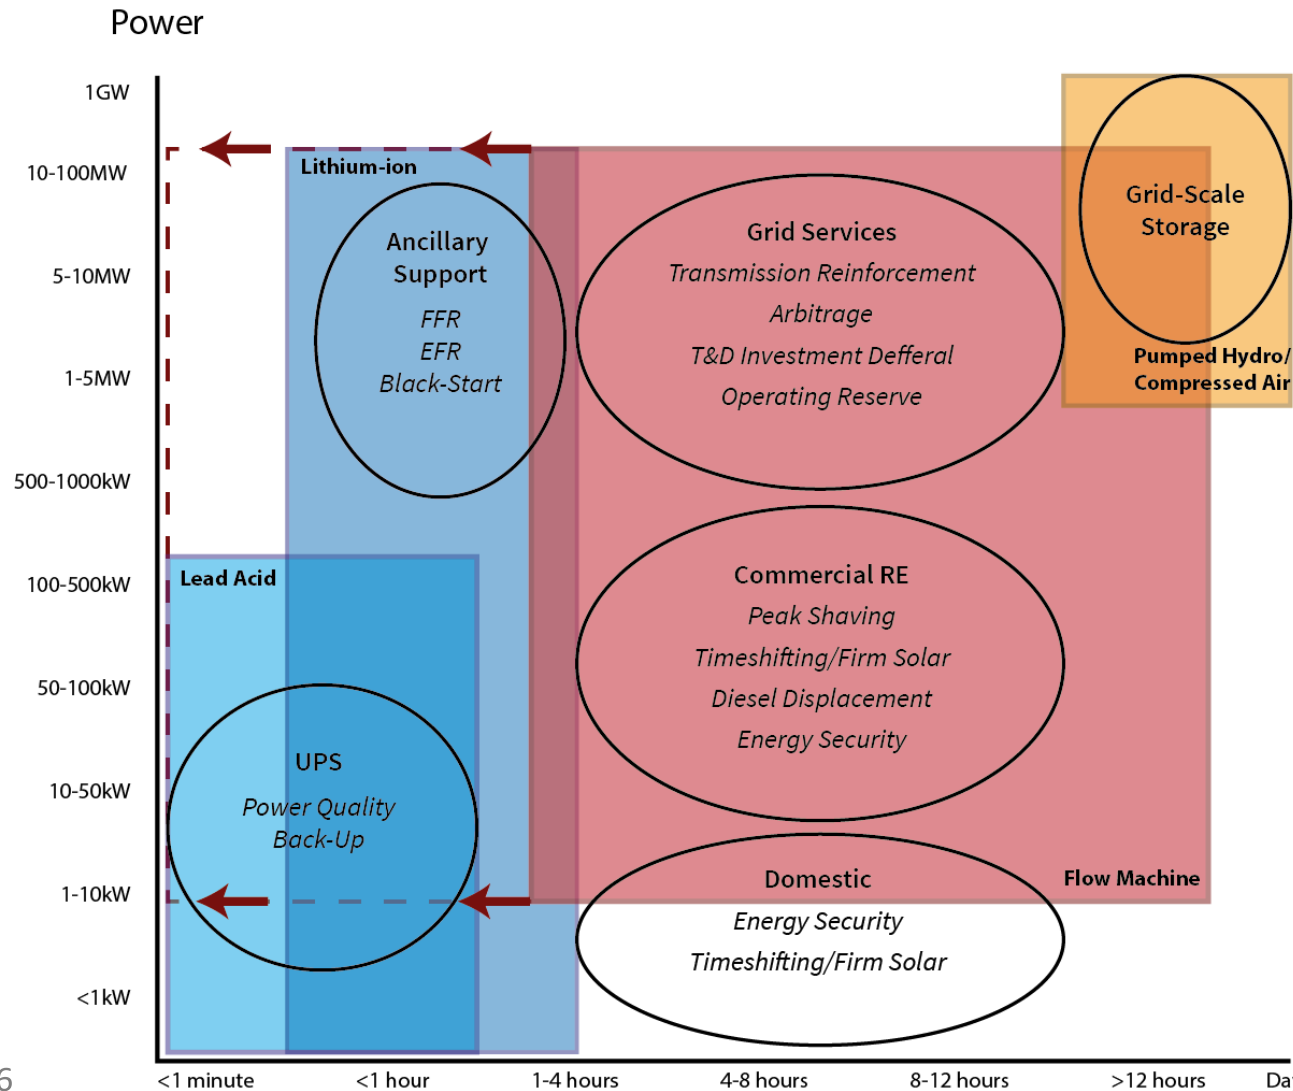 Power
1GW
10-100MW
5-10MW
1-5MW
500-1000kW
100-500kW
50-100kW
10-50kW
1-10kW
<1kW
Lithium-ion
Ancillary
Support
FFR
EFR
Black-Start
Grid Services
Transmission Reinforcement
Arbitrage
T&D Investment Defferal
Operating Reserve
Grid-Scale
Storage
Pumped Hydro/
Compressed Air
Lead Acid
Commercial RE
Peak Shaving
Timeshifting/Firm Solar
Diesel Displacement
Energy Security
UPS
Power Quality
Back-Up
Domestic
Energy Security
Timeshifting/Firm Solar
Flow Machine
6
<1 minute
<1 hour
1-4 hours
4-8 hours
8-12 hours
>12 hours
Da